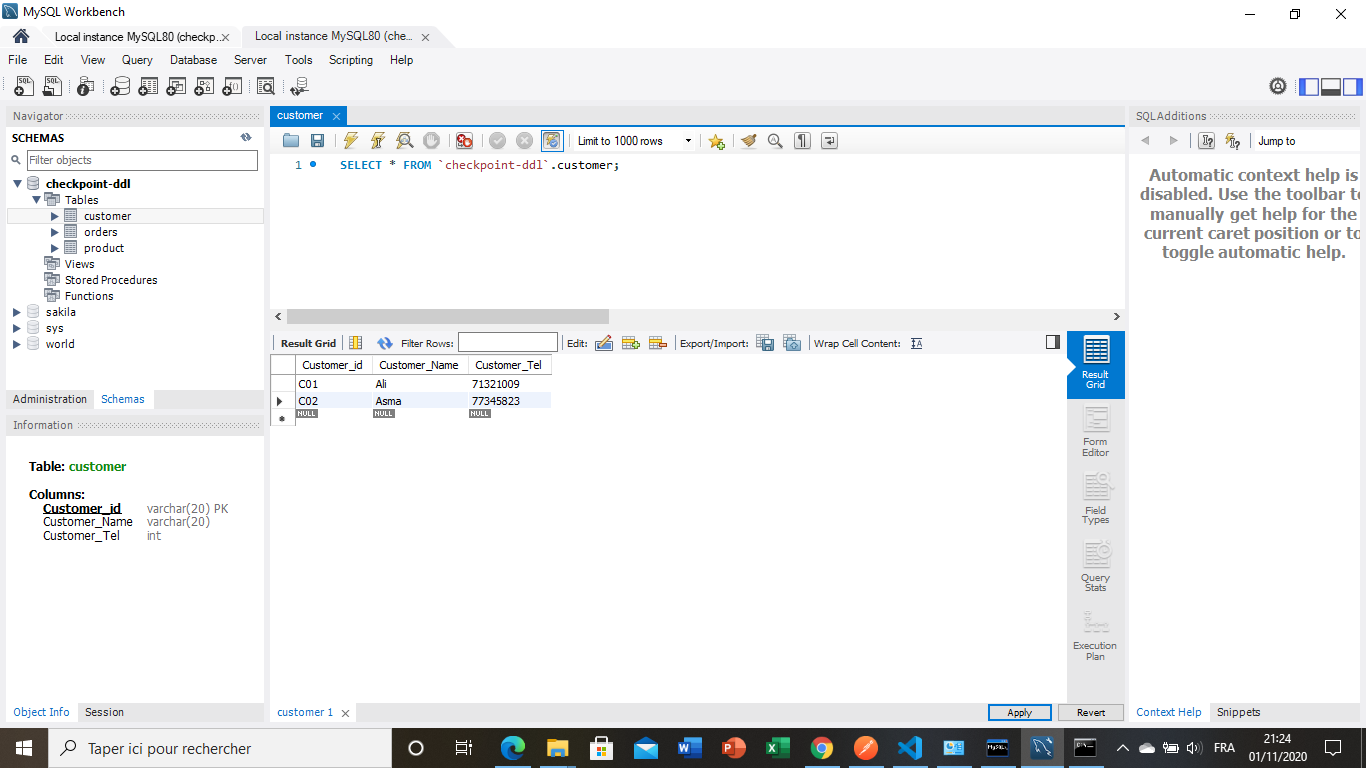 MySQL Workbench
Local instance MySQL80 (checkp...
Local instance MySQL80 (che...
File Edit View Query Database Server Tools Scripting Help
Navigator
SCHEMAS
Filter objects
checkpoint-ddl
Tables
customer
orders
product
Views
Stored Procedures
Functions
sakila
sys
world
Administration Schemas
Information
Table: customer
Columns:
Customer_id varchar(20) PK
Customer_Name varchar(20)
Customer_Tel int
Object Info Session
customer
Limit to 1000 rows
1 SELECT * FROM `checkpoint-ddl`.customer;
Result Grid Filter Rows: Edit: Export/Import: Wrap Cell Content:
Customer_id Customer_Name Customer_Tel
C01 Ali 71321009
C02 Asma 77345823
NULL NULL NULL
Result
Grid
Form
Editor
Field
Types
Query
Stats
Execution
Plan
customer 1
Apply Revert
SQLAdditions
Jump to
Automatic context help is
disabled. Use the toolbar to
manually get help for the
current caret position or to
toggle automatic help.
Context Help Snippets
Taper ici pour rechercher
FRA
21:24
01/11/2020